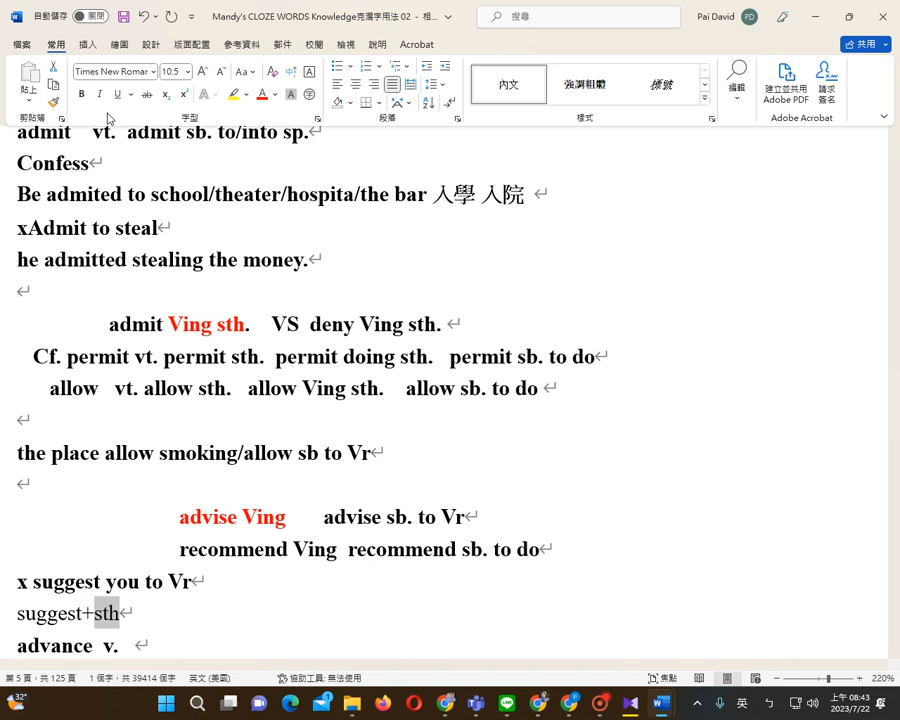 自動儲存 關閉 Mandy's CLOZE WORDS Knowledge克漏字用法 02 - 相... 搜尋 Pai David PD
檔案 常用 插入 繪圖 設計 版面配置 參考資料 郵件 校閱 檢視 說明 Acrobat 共用
貼上 Times New Romar 10.5 內文 強調粗體 標號 編輯 建立並共用 Adobe PDF 請求 簽名
剪貼簿 字型 段落 樣式 Adobe Acrobat
admit vt. admit sb. to/into sp.
Confess
Be admited to school/theater/hospita/the bar 入學 入院
xAdmit to steal
he admitted stealing the money.
admit Ving sth. VS deny Ving sth.
Cf. permit vt. permit sth. permit doing sth. permit sb. to do
allow vt. allow sth. allow Ving sth. allow sb. to do
the place allow smoking/allow sb to Vr
advise Ving advise sb. to Vr
recommend Ving recommend sb. to do
x suggest you to Vr
suggest+sth
advance v.
第 5 頁，共 125 頁 1 個字，共 39414 個字 英文 (美國) 協助工具: 無法使用 焦點 220%
32° 英 上午 08:43
2023/7/22